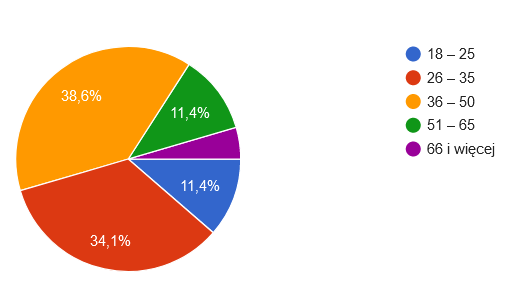 18 – 25
26 – 35
38,6%
36 – 50
11,4%
51 – 65
66 i więcej
11,4%
34,1%